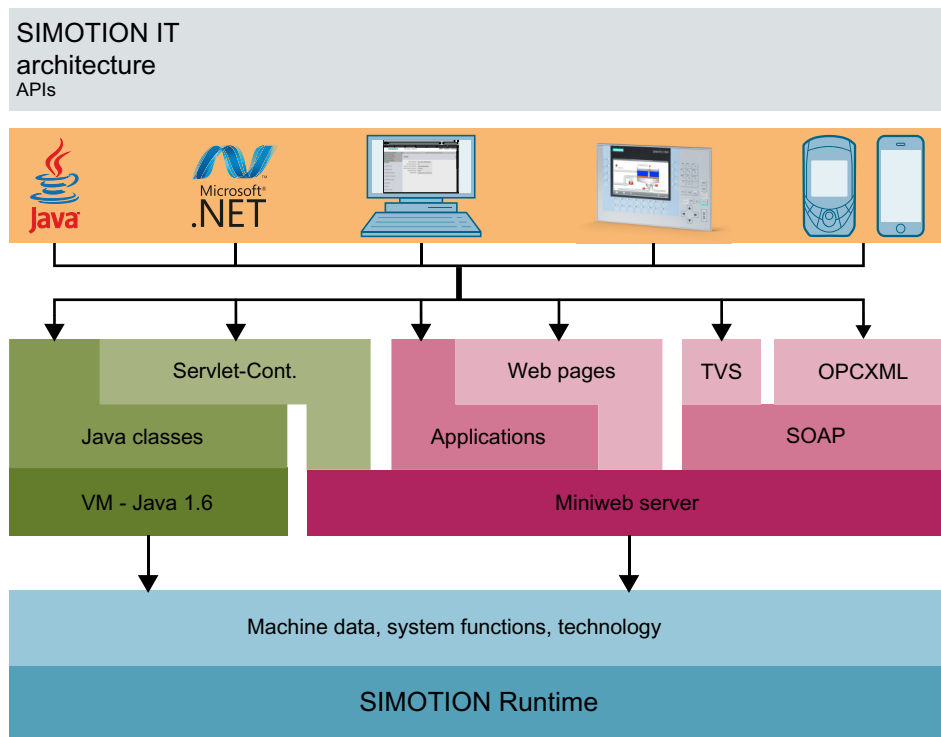 SIMOTION IT
architecture
APIs
Java
Microsoft®
.NET
Servlet-Cont.
Web pages
TVS
OPCXML
Java classes
Applications
SOAP
VM - Java 1.6
Miniweb server
Machine data, system functions, technology
SIMOTION Runtime